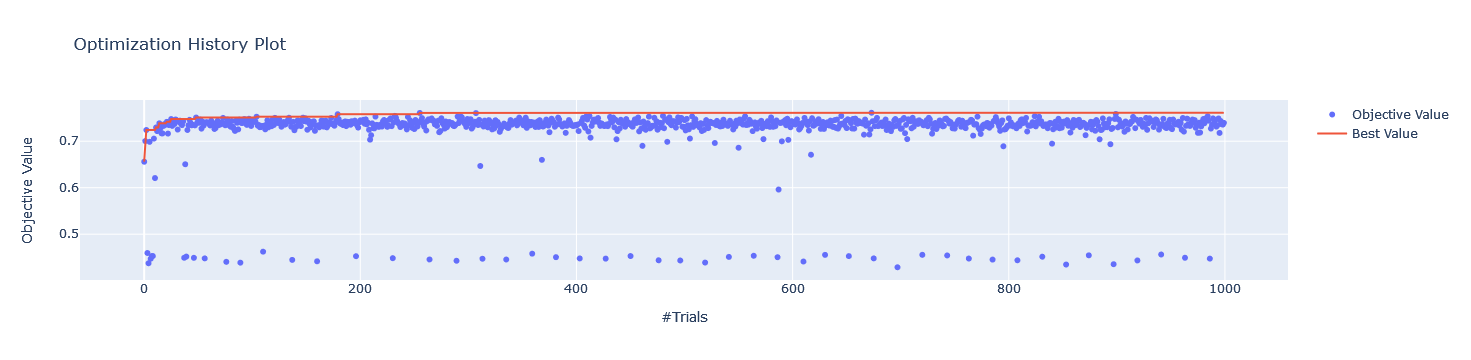 Optimization History Plot
Objective Value
Best Value
0.7
0.6
0.5
Objective Value
0 200 400 600 800 1000
#Trials